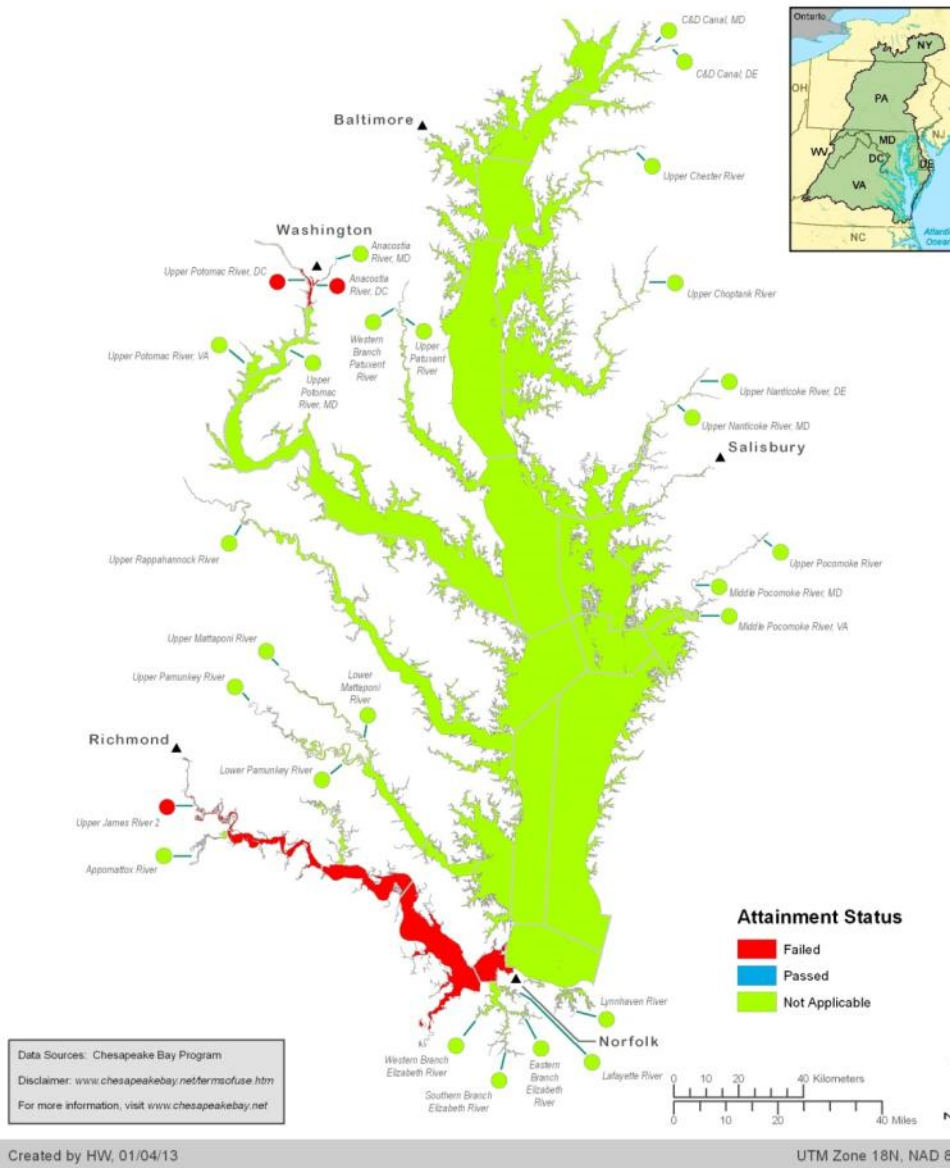 C&D Canal, MD
C&D Canal, DE
Baltimore
Upper Chester River
Washington
Anacostia
River, MD
Upper Potomac River, DC
Anacostia
River, DC
Upper Choptank River
Western
Branch
Patuxent
River
Upper
Patuxent
River
Upper Potomac River, VA
Upper
Potomac
River, MD
Upper Nanticoke River, DE
Upper Nanticoke River, MD
Salisbury
Upper Rappahannock River
Upper Pocomoke River
Middle Pocomoke River, MD
Middle Pocomoke River, VA
Upper Mattaponi River
Upper Pamunkey River
Lower
Mattaponi
River
Richmond
Lower Pamunkey River
Upper James River 2
Appomattox River
Lynnhaven River
Norfolk
Western Branch
Elizabeth River
Southern Branch
Elizabeth River
Eastern
Branch
Elizabeth
River
Lafayette River
Ontario
NY
OH
PA
NJ
MD
WV
DC
DE
VA
NC
Atlantic
Ocean
Attainment Status
Failed
Passed
Not Applicable
Data Sources: Chesapeake Bay Program
Disclaimer: www.chesapeakebay.net/termsofuse.htm
For more information, visit www.chesapeakebay.net
0 10 20 40 Kilometers
0 10 20 40 Miles
Created by HW, 01/04/13
UTM Zone 18N, NAD